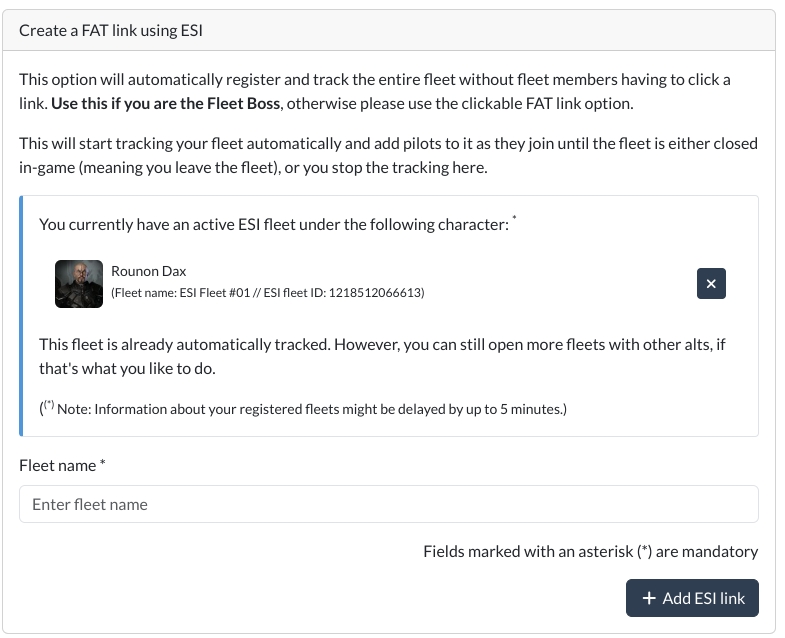 Create a FAT link using ESI
This option will automatically register and track the entire fleet without fleet members having to click a
link. Use this if you are the Fleet Boss, otherwise please use the clickable FAT link option.
This will start tracking your fleet automatically and add pilots to it as they join until the fleet is either closed
in-game (meaning you leave the fleet), or you stop the tracking here.
You currently have an active ESI fleet under the following character: *
Rounon Dax
(Fleet name: ESI Fleet #01 // ESI fleet ID: 1218512066613)
This fleet is already automatically tracked. However, you can still open more fleets with other alts, if
that's what you like to do.
((*) Note: Information about your registered fleets might be delayed by up to 5 minutes.)
Fleet name *
Enter fleet name
Fields marked with an asterisk (*) are mandatory
+ Add ESI link